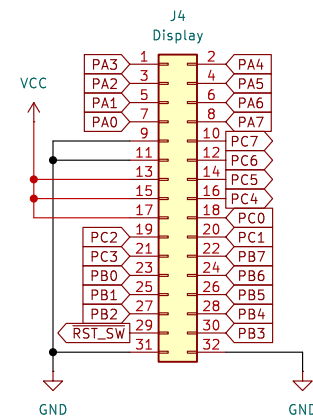 J4
Display
PA3 1 2 PA4
VCC PA2 3 4 PA5
PA1 5 6 PA6
PA0 7 8 PA7
9 10 PC7
11 12 PC6
13 14 PC5
15 16 PC4
17 18 PC0
PC2 19 20 PC1
PC3 21 22 PB7
PB0 23 24 PB6
PB1 25 26 PB5
PB2 27 28 PB4
RST_SW 29 30 PB3
31 32
GND GND